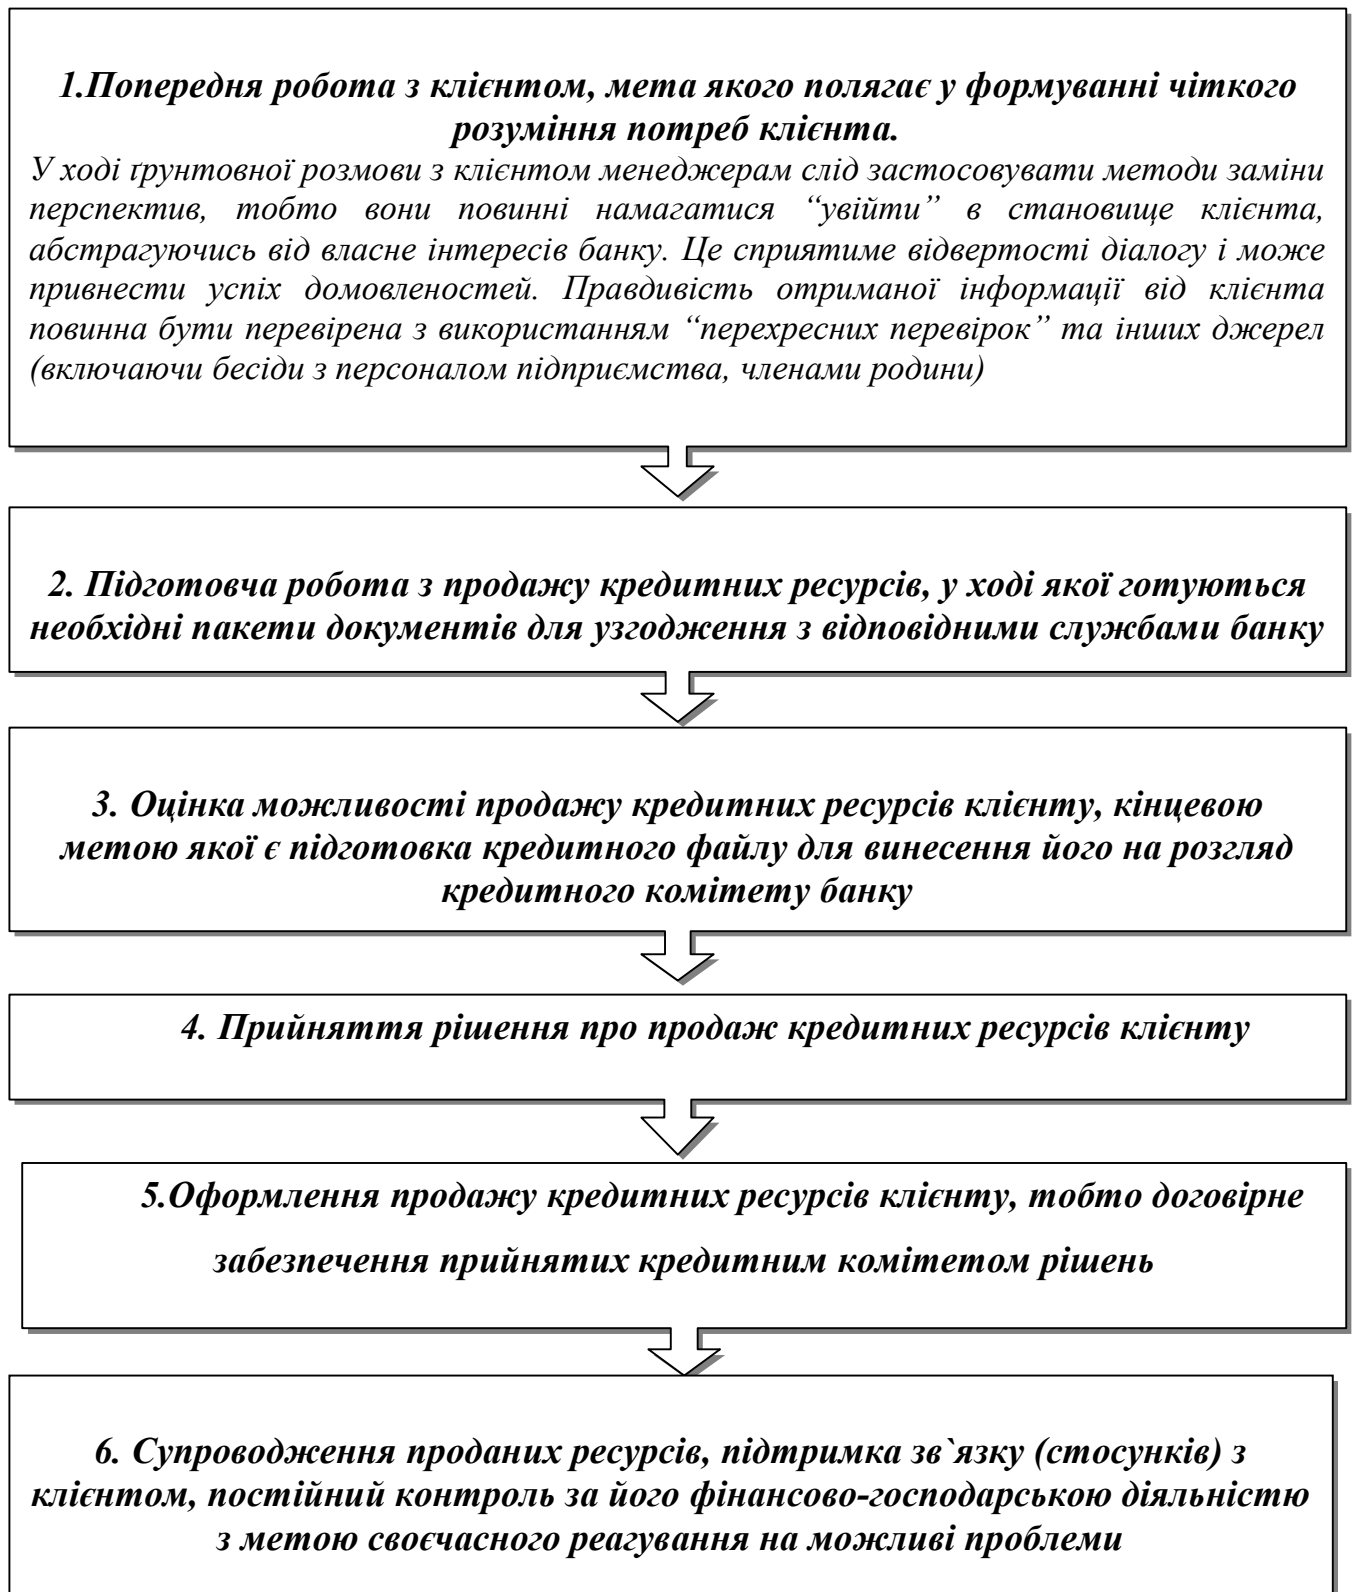 1.Попередня робота з клієнтом, мета якого полягає у формуванні чіткого
розуміння потреб клієнта.
У ході ґрунтовної розмови з клієнтом менеджерам слід застосовувати методи заміни
перспектив, тобто вони повинні намагатися “увійти” в становище клієнта,
абстрагуючись від власне інтересів банку. Це сприятиме відвертості діалогу і може
привнести успіх домовленостей. Правдивість отриманої інформації від клієнта
повинна бути перевірена з використанням “перехресних перевірок” та інших джерел
(включаючи бесіди з персоналом підприємства, членами родини)
2. Підготовча робота з продажу кредитних ресурсів, у ході якої готуються
необхідні пакети документів для узгодження з відповідними службами банку
3. Оцінка можливості продажу кредитних ресурсів клієнту, кінцевою
метою якої є підготовка кредитного файлу для винесення його на розгляд
кредитного комітету банку
4. Прийняття рішення про продаж кредитних ресурсів клієнту
5.Оформлення продажу кредитних ресурсів клієнту, тобто договірне
забезпечення прийнятих кредитним комітетом рішень
6. Супроводження проданих ресурсів, підтримка зв`язку (стосунків) з
клієнтом, постійний контроль за його фінансово-господарською діяльністю
з метою своєчасного реагування на можливі проблеми